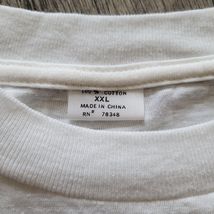 100 % COTTON
XXL
MADE IN CHINA
RN# 78348